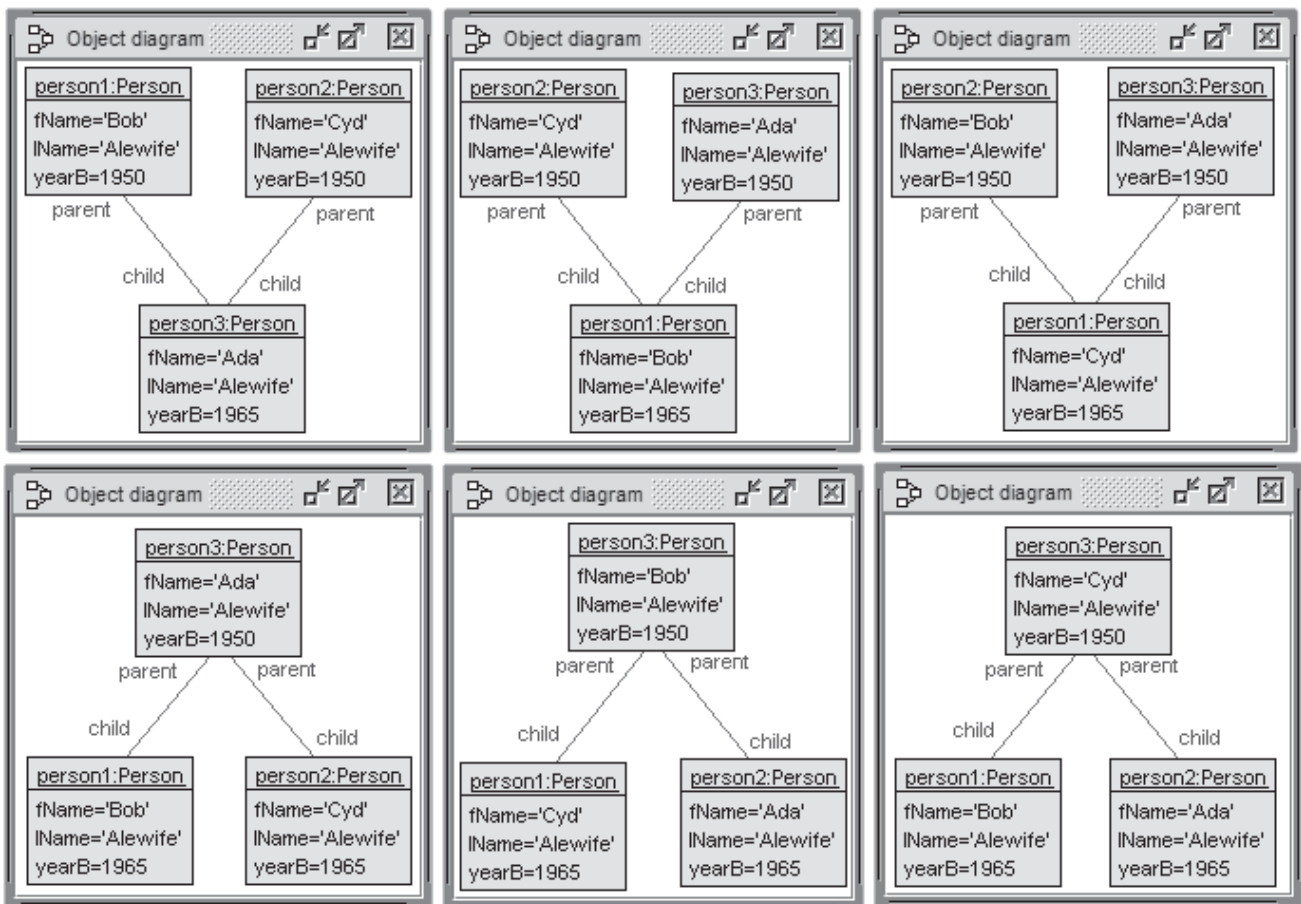 Object diagram
person1:Person
fName='Bob'
lName='Alewife'
yearB=1950
parent
person2:Person
fName='Cyd'
lName='Alewife'
yearB=1950
parent
child
child
person3:Person
fName='Ada'
lName='Alewife'
yearB=1965
Object diagram
person2:Person
fName='Cyd'
lName='Alewife'
yearB=1950
parent
person3:Person
fName='Ada'
lName='Alewife'
yearB=1950
parent
child
child
person1:Person
fName='Bob'
lName='Alewife'
yearB=1965
Object diagram
person2:Person
fName='Bob'
lName='Alewife'
yearB=1950
parent
person3:Person
fName='Ada'
lName='Alewife'
yearB=1950
parent
child
child
person1:Person
fName='Cyd'
lName='Alewife'
yearB=1965
Object diagram
person3:Person
fName='Ada'
lName='Alewife'
yearB=1950
parent
parent
child
child
person1:Person
fName='Bob'
lName='Alewife'
yearB=1965
person2:Person
fName='Cyd'
lName='Alewife'
yearB=1965
Object diagram
person3:Person
fName='Bob'
lName='Alewife'
yearB=1950
parent
parent
child
child
person1:Person
fName='Cyd'
lName='Alewife'
yearB=1965
person2:Person
fName='Ada'
lName='Alewife'
yearB=1965
Object diagram
person3:Person
fName='Cyd'
lName='Alewife'
yearB=1950
parent
parent
child
child
person1:Person
fName='Bob'
lName='Alewife'
yearB=1965
person2:Person
fName='Ada'
lName='Alewife'
yearB=1965